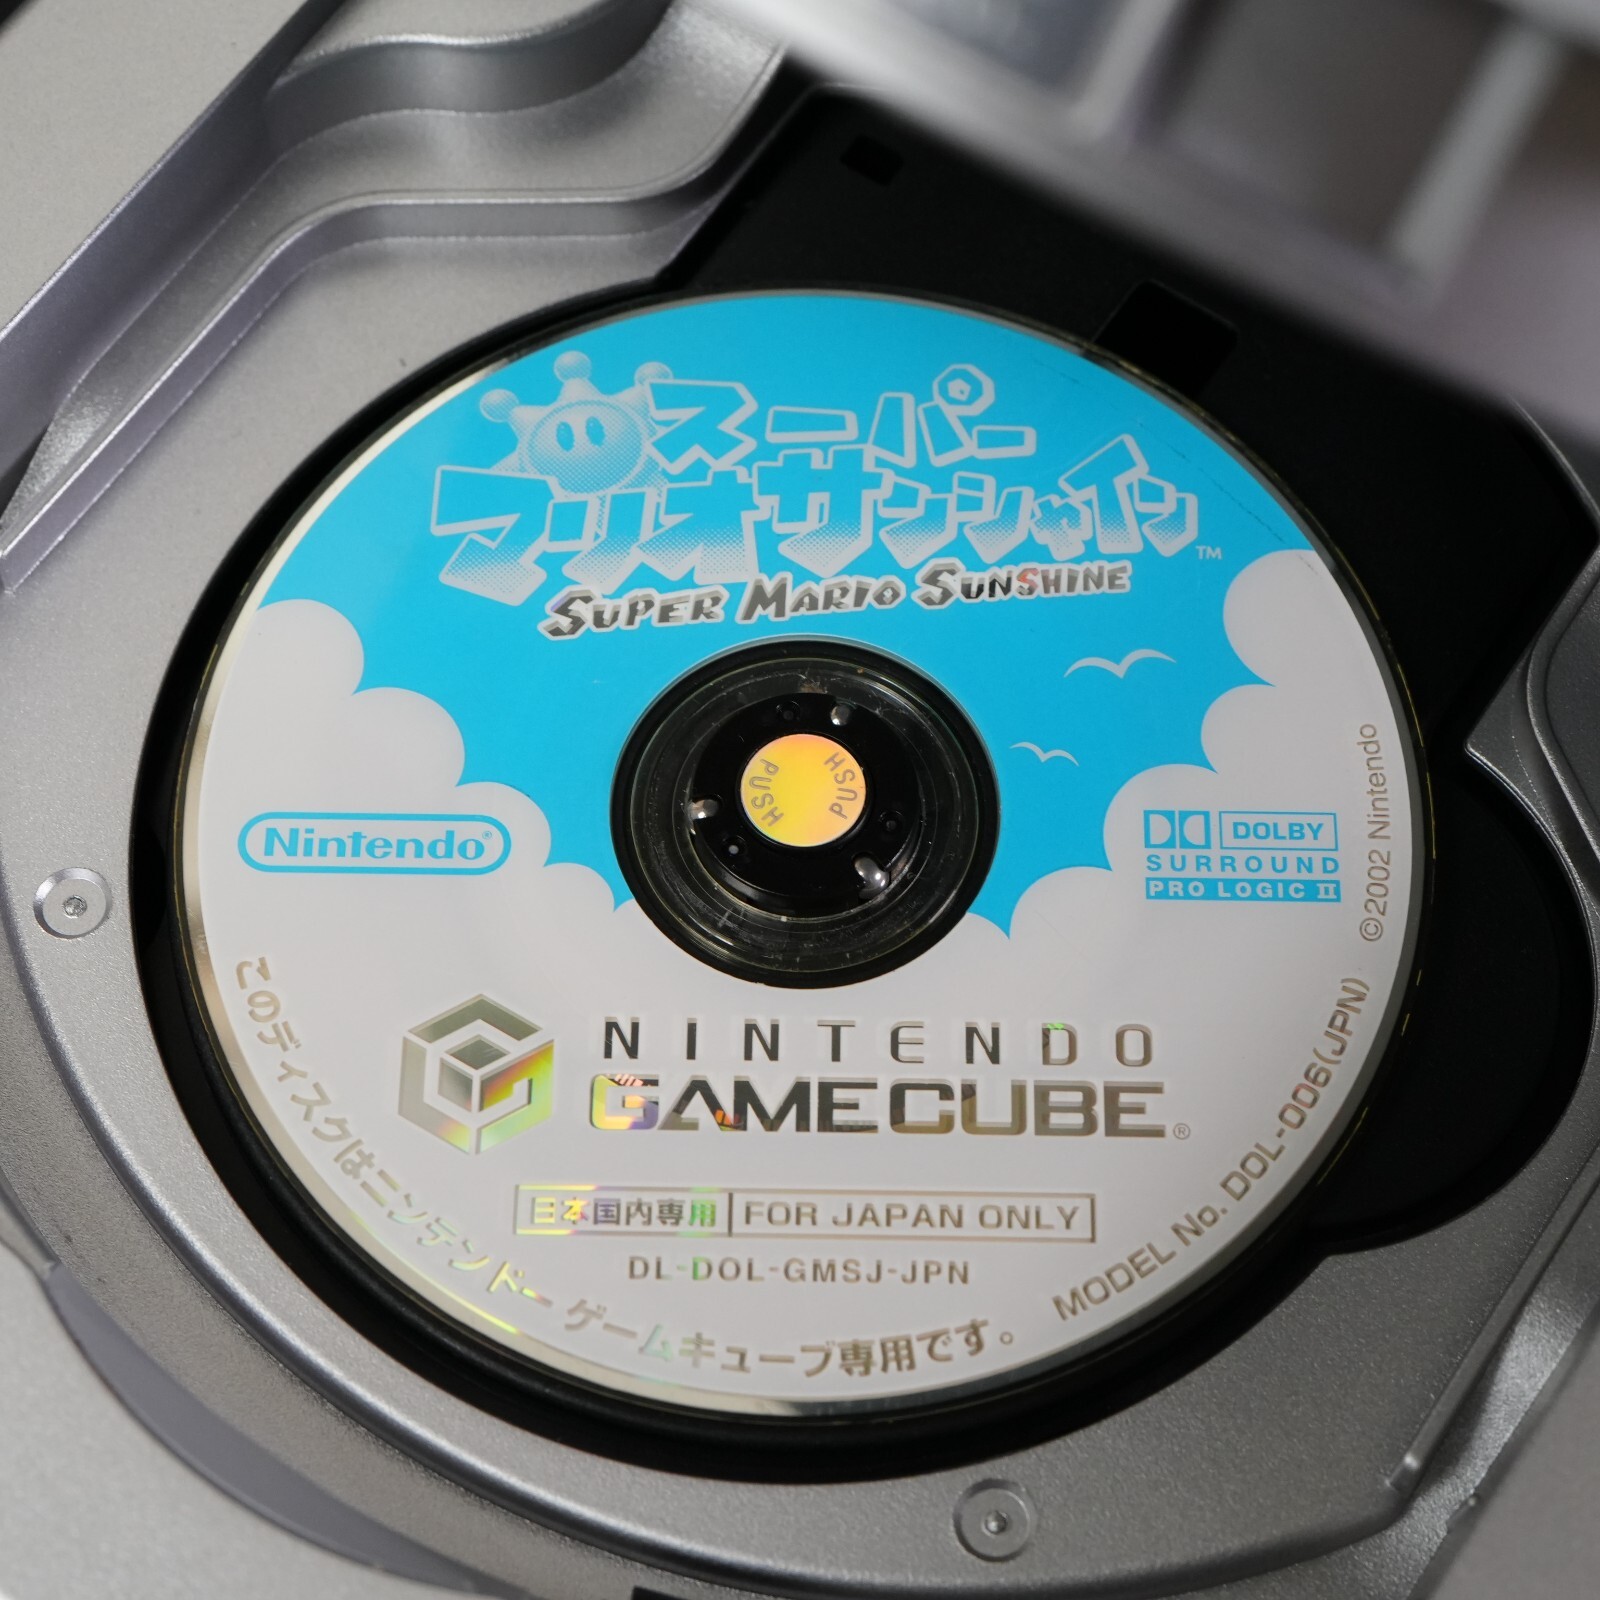 スーパー
マリオサンシャイン™
SUPER MARIO SUNSHINE
PUSH
PUSH
Nintendo®
DOLBY
SURROUND
PRO LOGIC II
©2002 Nintendo
NINTENDO
GAMECUBE®
日本国内専用 FOR JAPAN ONLY
DL-DOL-GMSJ-JPN
このディスクはニンテンドーゲームキューブ専用です。
MODEL No. DOL-006(JPN)